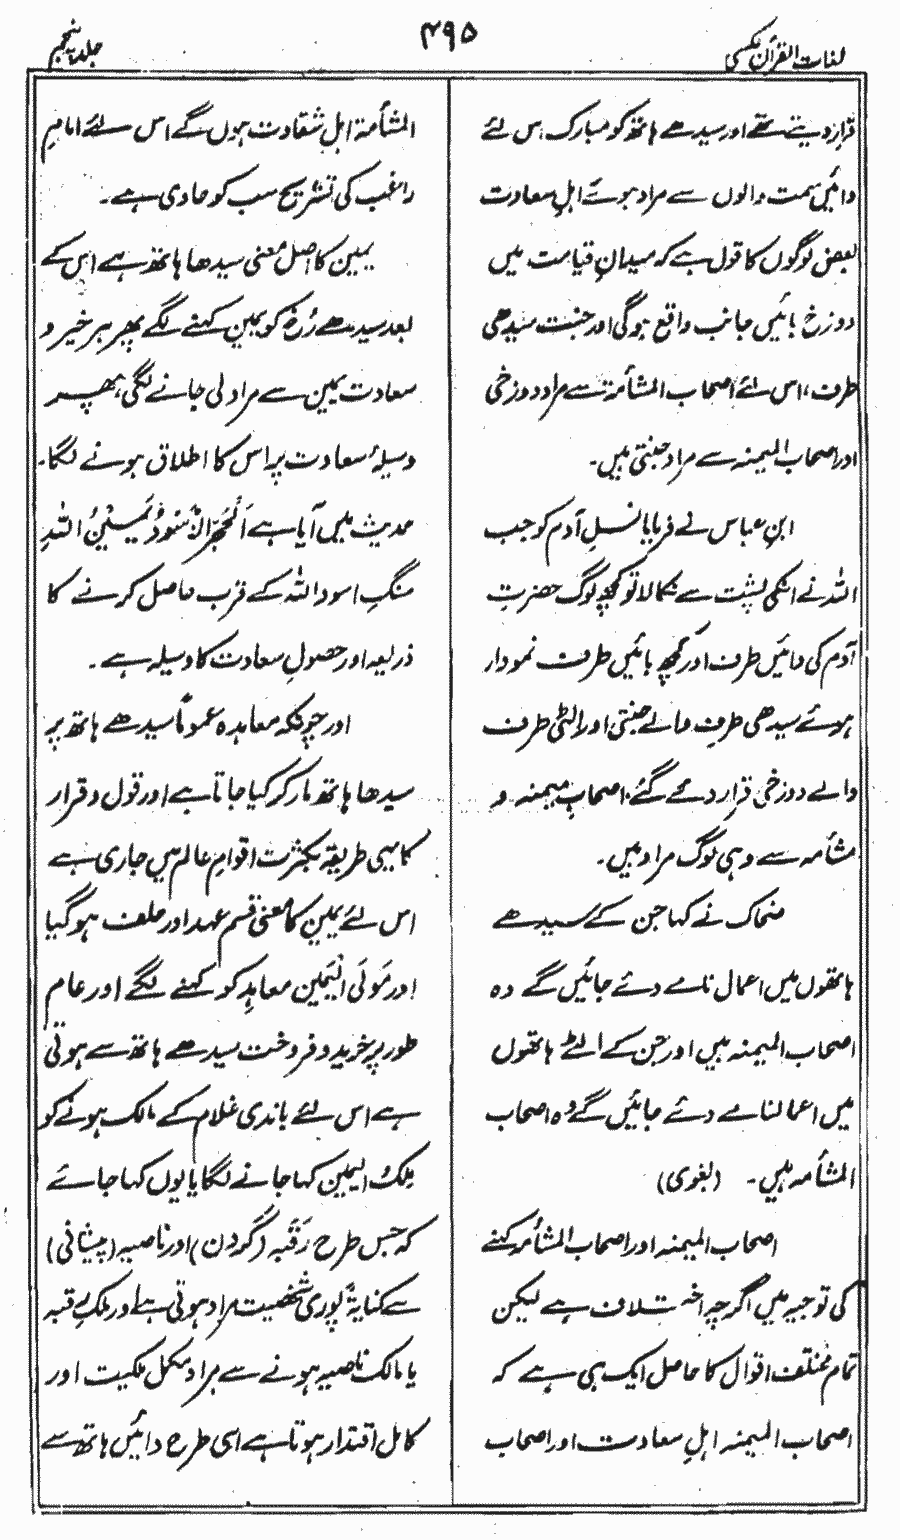 لغات القرآن مکمل
۴۹۵
جلد پنجم
قرار دیتے تھے اور سیدھے ہاتھ کو مبارک، اس لئے
دائیں سمت والوں سے مراد ہوئے اہلِ سعادت
بعض لوگوں کا قول ہے کہ میدانِ قیامت میں
دوزخ بائیں جانب واقع ہوگی اور جنت سیدھی
طرف، اس لئے اصحاب المشأمۃ سے مراد دوزخی
اور اصحاب المیمنہ سے مراد جنتی ہیں۔
ابنِ عباس نے فرمایا نسلِ آدم کو جب
اللہ نے انکی پشت سے نکالا تو کچھ لوگ حضرتِ
آدم کی دائیں طرف اور کچھ بائیں طرف نمودار
ہوئے سیدھی طرف والے جنتی اور الٹی طرف
والے دوزخی قرار دئے گئے، اصحابِ میمنہ و
مشأمہ سے وہی لوگ مراد ہیں۔
ضحاک نے کہا جن کے سیدھے
ہاتھوں میں اعمال نامے دئے جائیں گے وہ
اصحاب المیمنہ ہیں اور جن کے الٹے ہاتھوں
میں اعمالنامے دئے جائیں گے وہ اصحاب
المشأمہ ہیں۔ (بغوی)
اصحاب المیمنہ اور اصحاب المشأمہ کہنے
کی توجیہ میں اگرچہ اختلاف ہے لیکن
تمام مختلف اقوال کا حاصل ایک ہی ہے کہ
اصحاب المیمنہ اہلِ سعادت اور اصحاب
المشأمۃ اہلِ شقادت ہوں گے اس لئے امامِ
راغب کی تشریح سب کو حاوی ہے۔
یمین کا اصل معنی سیدھا ہاتھ ہے اس کے
بعد سیدھے رُخ کو یمین کہنے لگے پھر ہر خیر و
سعادت یمین سے مراد لی جانے لگی، پھر
وسیلۂ سعادت پر اس کا اطلاق ہونے لگا۔
حدیث میں آیا ہے اَلْحَجَرُ الْاَسْوَدُ یَمِیْنُ اللہِ
سنگِ اسود اللہ کے قرب حاصل کرنے کا
ذریعہ اور حصولِ سعادت کا وسیلہ ہے۔
اور چونکہ معاہدہ عموماً سیدھے ہاتھ پر
سیدھا ہاتھ مار کر کیا جاتا ہے اور قول و قرار
کا یہی طریقہ بکثرت اقوامِ عالم میں جاری ہے
اس لئے یمین کا معنی قسم عہد اور حلف ہوگیا
اور مَوْلَی الْیَمِیْن معاہِد کو کہنے لگے اور عام
طور پر خرید و فروخت سیدھے ہاتھ سے ہوتی
ہے اس لئے باندی غلام کے مالک ہونے کو
مِلکُ الیمین کہا جانے لگا یا یوں کہا جائے
کہ جس طرح رَقَبہ (گردن) اور ناصیہ (پیشانی)
سے کنایۃً پوری شخصیت مراد ہوتی ہے اور ملکِ رقبہ
یا مالک ناصیہ ہونے سے مراد مکمل ملکیت اور
کامل اقتدار ہوتا ہے اسی طرح دائیں ہاتھ سے